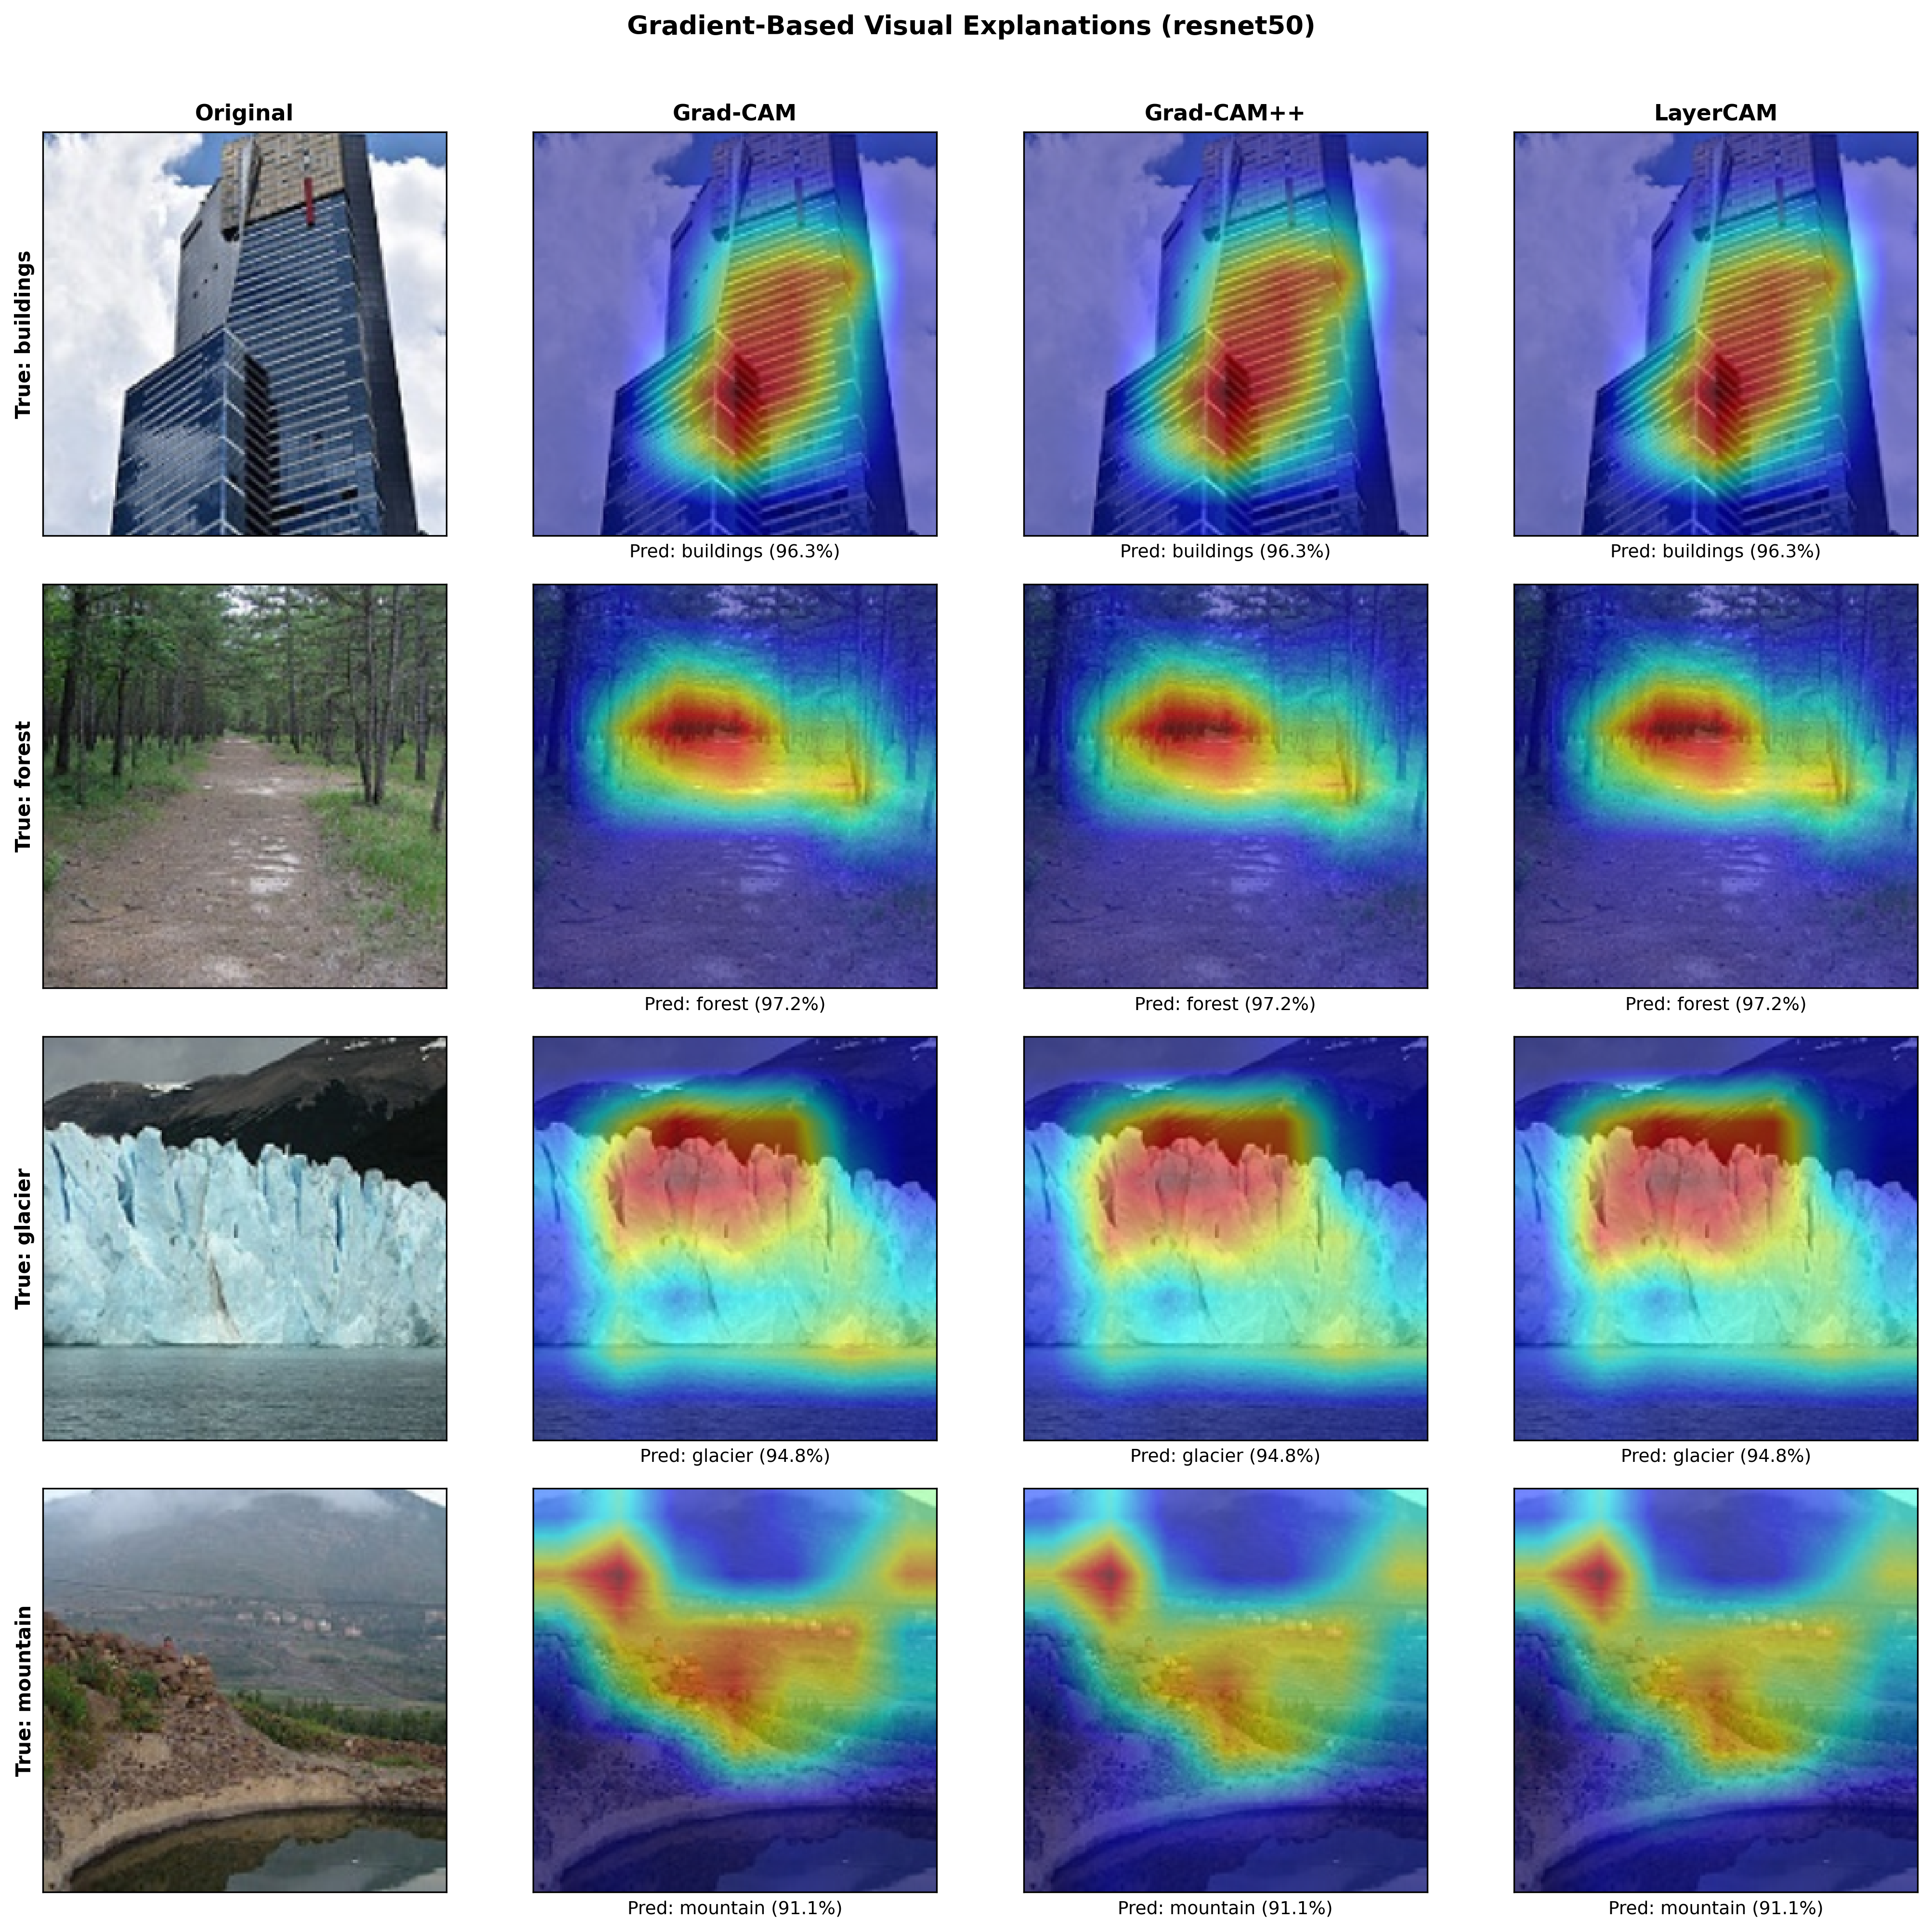 Gradient-Based Visual Explanations (resnet50)
Original
Grad-CAM
Grad-CAM++
LayerCAM
True: buildings
Pred: buildings (96.3%)
Pred: buildings (96.3%)
Pred: buildings (96.3%)
True: forest
Pred: forest (97.2%)
Pred: forest (97.2%)
Pred: forest (97.2%)
True: glacier
Pred: glacier (94.8%)
Pred: glacier (94.8%)
Pred: glacier (94.8%)
True: mountain
Pred: mountain (91.1%)
Pred: mountain (91.1%)
Pred: mountain (91.1%)